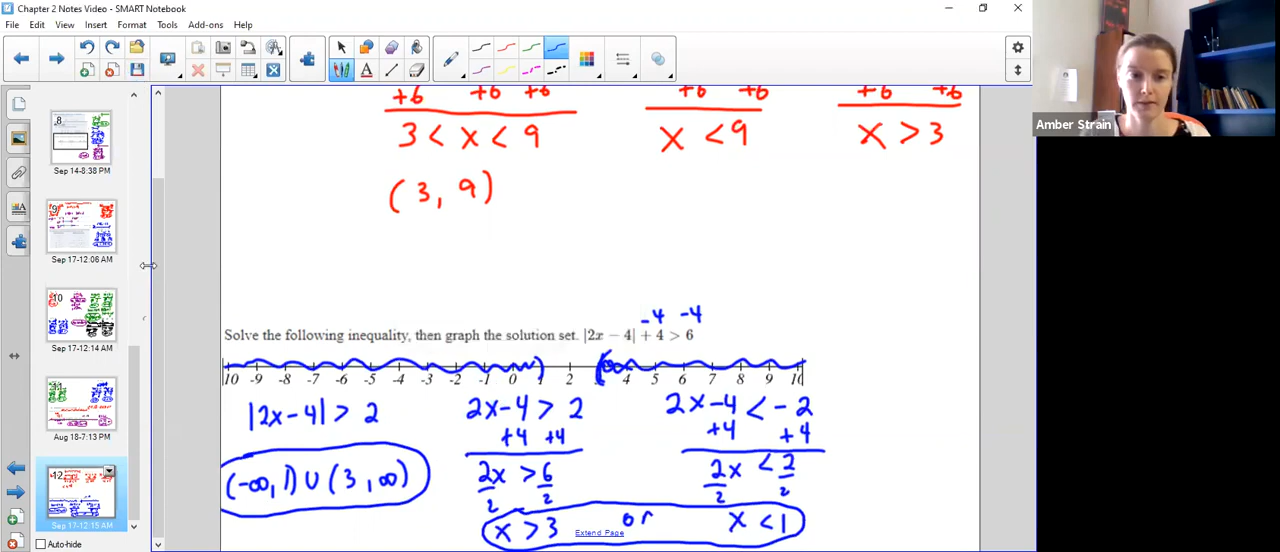 Chapter 2 Notes Video - SMART Notebook
File Edit View Insert Format Tools Add-ons Help
Amber Strain
+6 +6 +6 +6 +6 +6 +6
3 < x < 9 x < 9 x > 3
(3, 9)
8
Sep 14-8:38 PM
9
Sep 17-12:06 AM
10
Sep 17-12:14 AM
Aug 18-7:13 PM
12
Sep 17-12:15 AM
Auto-hide
-4 -4
Solve the following inequality, then graph the solution set. |2x − 4| + 4 > 6
10 -9 -8 -7 -6 -5 -4 -3 -2 -1 0 1 2 4 5 6 7 8 9 10
|2x-4| > 2 2x-4 > 2 2x-4 < -2
+4 +4 +4 +4
(-∞, 1) U (3, ∞) 2x > 6 2x < 2
2 2 2 2
x > 3 or x < 1
Extend Page